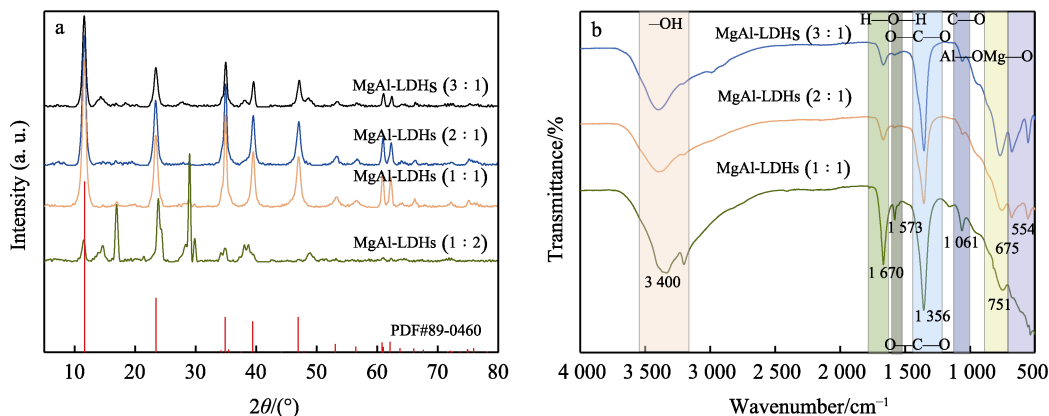 a
MgAl-LDHs (3 : 1)
MgAl-LDHs (2 : 1)
MgAl-LDHs (1 : 1)
MgAl-LDHs (1 : 2)
PDF#89-0460
Intensity (a. u.)
10 20 30 40 50 60 70 80
2θ/(°)
b
—OH
H—O—H
C—O
O—C—O
Al—O
Mg—O
MgAl-LDHs (3 : 1)
MgAl-LDHs (2 : 1)
MgAl-LDHs (1 : 1)
3 400
1 670
1 573
1 356
1 061
751
675
554
O—C—O
Transmittance/%
4 000 3 500 3 000 2 500 2 000 1 500 1 000 500
Wavenumber/cm⁻¹